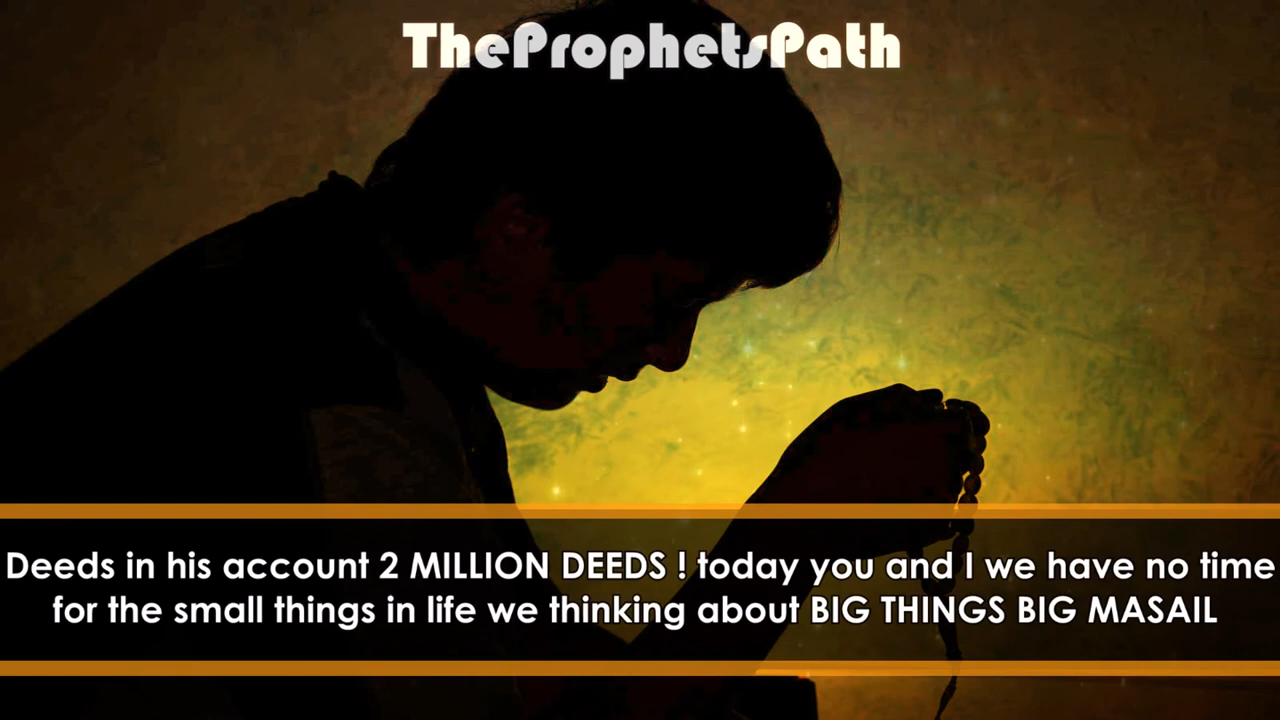 TheProphetsPath
Deeds in his account 2 MILLION DEEDS ! today you and I we have no time
for the small things in life we thinking about BIG THINGS BIG MASAIL